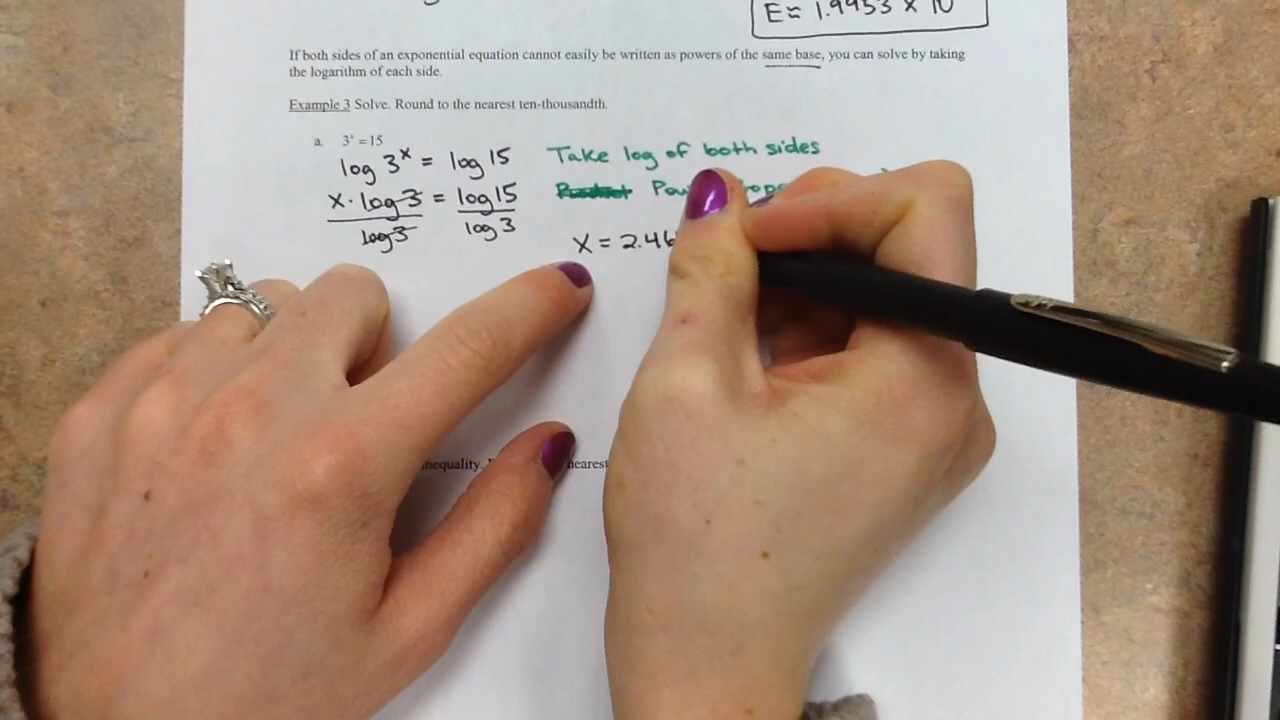 E ≈ 1.9953 × 10
If both sides of an exponential equation cannot easily be written as powers of the same base, you can solve by taking
the logarithm of each side.
Example 3 Solve. Round to the nearest ten-thousandth.
a. 3ˣ = 15
log 3ˣ = log 15 Take log of both sides
x · log 3 = log 15
log 3 log 3
x = 2.46
nequality. nearest